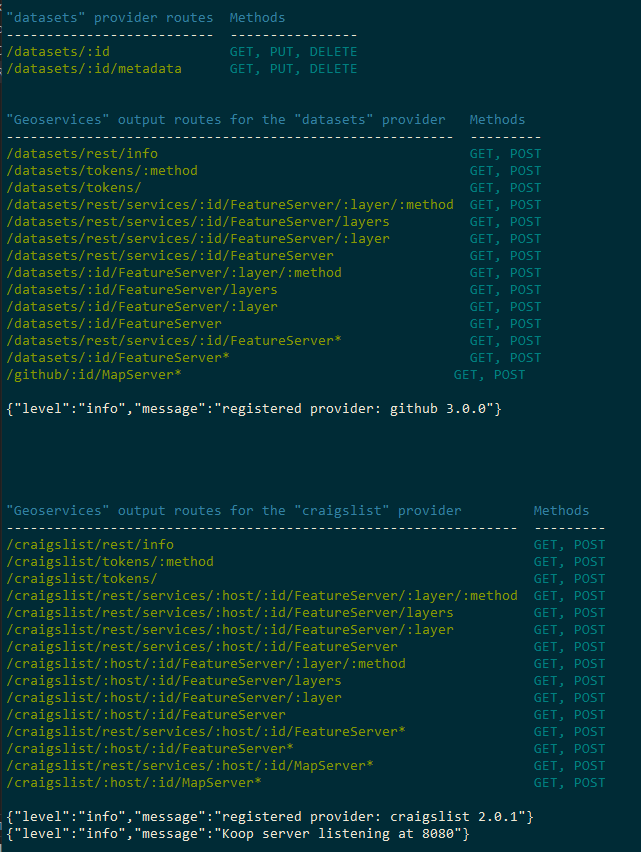 "datasets" provider routes  Methods
--------------------------  ----------------
/datasets/:id               GET, PUT, DELETE
/datasets/:id/metadata      GET, PUT, DELETE
"Geoservices" output routes for the "datasets" provider   Methods
--------------------------------------------------------  ---------
/datasets/rest/info                                       GET, POST
/datasets/tokens/:method                                  GET, POST
/datasets/tokens/                                         GET, POST
/datasets/rest/services/:id/FeatureServer/:layer/:method  GET, POST
/datasets/rest/services/:id/FeatureServer/layers          GET, POST
/datasets/rest/services/:id/FeatureServer/:layer          GET, POST
/datasets/rest/services/:id/FeatureServer                 GET, POST
/datasets/:id/FeatureServer/:layer/:method                GET, POST
/datasets/:id/FeatureServer/layers                        GET, POST
/datasets/:id/FeatureServer/:layer                        GET, POST
/datasets/:id/FeatureServer                               GET, POST
/datasets/rest/services/:id/FeatureServer*                GET, POST
/datasets/:id/FeatureServer*                              GET, POST
/github/:id/MapServer*                                  GET, POST
{"level":"info","message":"registered provider: github 3.0.0"}
"Geoservices" output routes for the "craigslist" provider         Methods
----------------------------------------------------------------  ---------
/craigslist/rest/info                                             GET, POST
/craigslist/tokens/:method                                        GET, POST
/craigslist/tokens/                                               GET, POST
/craigslist/rest/services/:host/:id/FeatureServer/:layer/:method  GET, POST
/craigslist/rest/services/:host/:id/FeatureServer/layers          GET, POST
/craigslist/rest/services/:host/:id/FeatureServer/:layer          GET, POST
/craigslist/rest/services/:host/:id/FeatureServer                 GET, POST
/craigslist/:host/:id/FeatureServer/:layer/:method                GET, POST
/craigslist/:host/:id/FeatureServer/layers                        GET, POST
/craigslist/:host/:id/FeatureServer/:layer                        GET, POST
/craigslist/:host/:id/FeatureServer                               GET, POST
/craigslist/rest/services/:host/:id/FeatureServer*                GET, POST
/craigslist/:host/:id/FeatureServer*                              GET, POST
/craigslist/rest/services/:host/:id/MapServer*                    GET, POST
/craigslist/:host/:id/MapServer*                                  GET, POST
{"level":"info","message":"registered provider: craigslist 2.0.1"}
{"level":"info","message":"Koop server listening at 8080"}